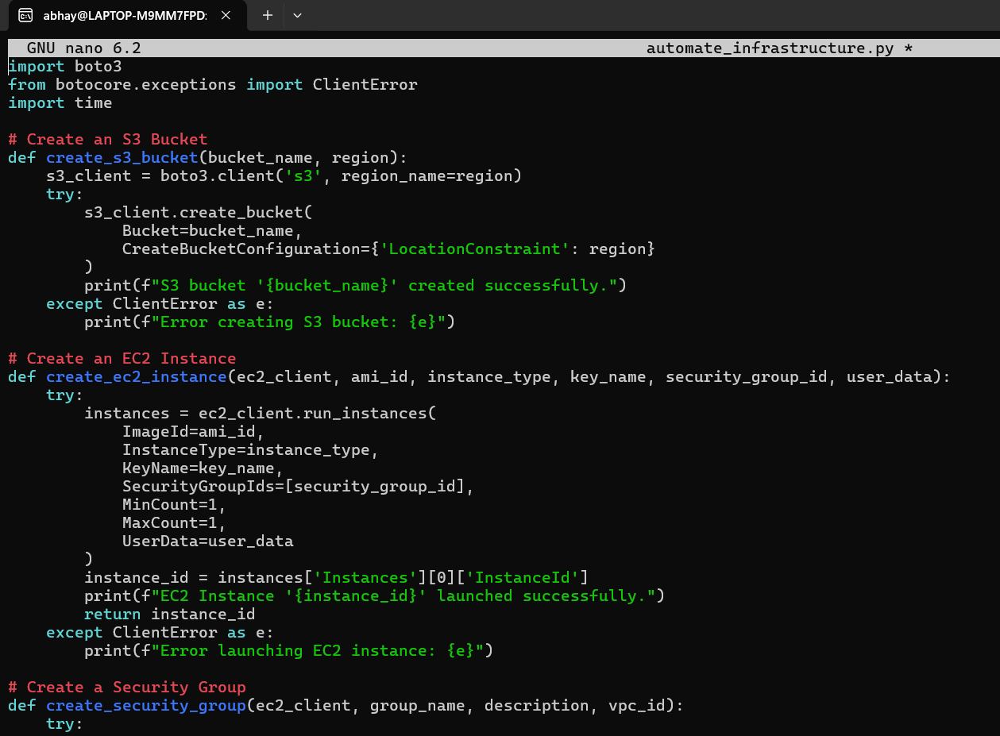 abhay@LAPTOP-M9MM7FPD:
GNU nano 6.2 automate_infrastructure.py *
import boto3
from botocore.exceptions import ClientError
import time

# Create an S3 Bucket
def create_s3_bucket(bucket_name, region):
    s3_client = boto3.client('s3', region_name=region)
    try:
        s3_client.create_bucket(
            Bucket=bucket_name,
            CreateBucketConfiguration={'LocationConstraint': region}
        )
        print(f"S3 bucket '{bucket_name}' created successfully.")
    except ClientError as e:
        print(f"Error creating S3 bucket: {e}")

# Create an EC2 Instance
def create_ec2_instance(ec2_client, ami_id, instance_type, key_name, security_group_id, user_data):
    try:
        instances = ec2_client.run_instances(
            ImageId=ami_id,
            InstanceType=instance_type,
            KeyName=key_name,
            SecurityGroupIds=[security_group_id],
            MinCount=1,
            MaxCount=1,
            UserData=user_data
        )
        instance_id = instances['Instances'][0]['InstanceId']
        print(f"EC2 Instance '{instance_id}' launched successfully.")
        return instance_id
    except ClientError as e:
        print(f"Error launching EC2 instance: {e}")

# Create a Security Group
def create_security_group(ec2_client, group_name, description, vpc_id):
    try: